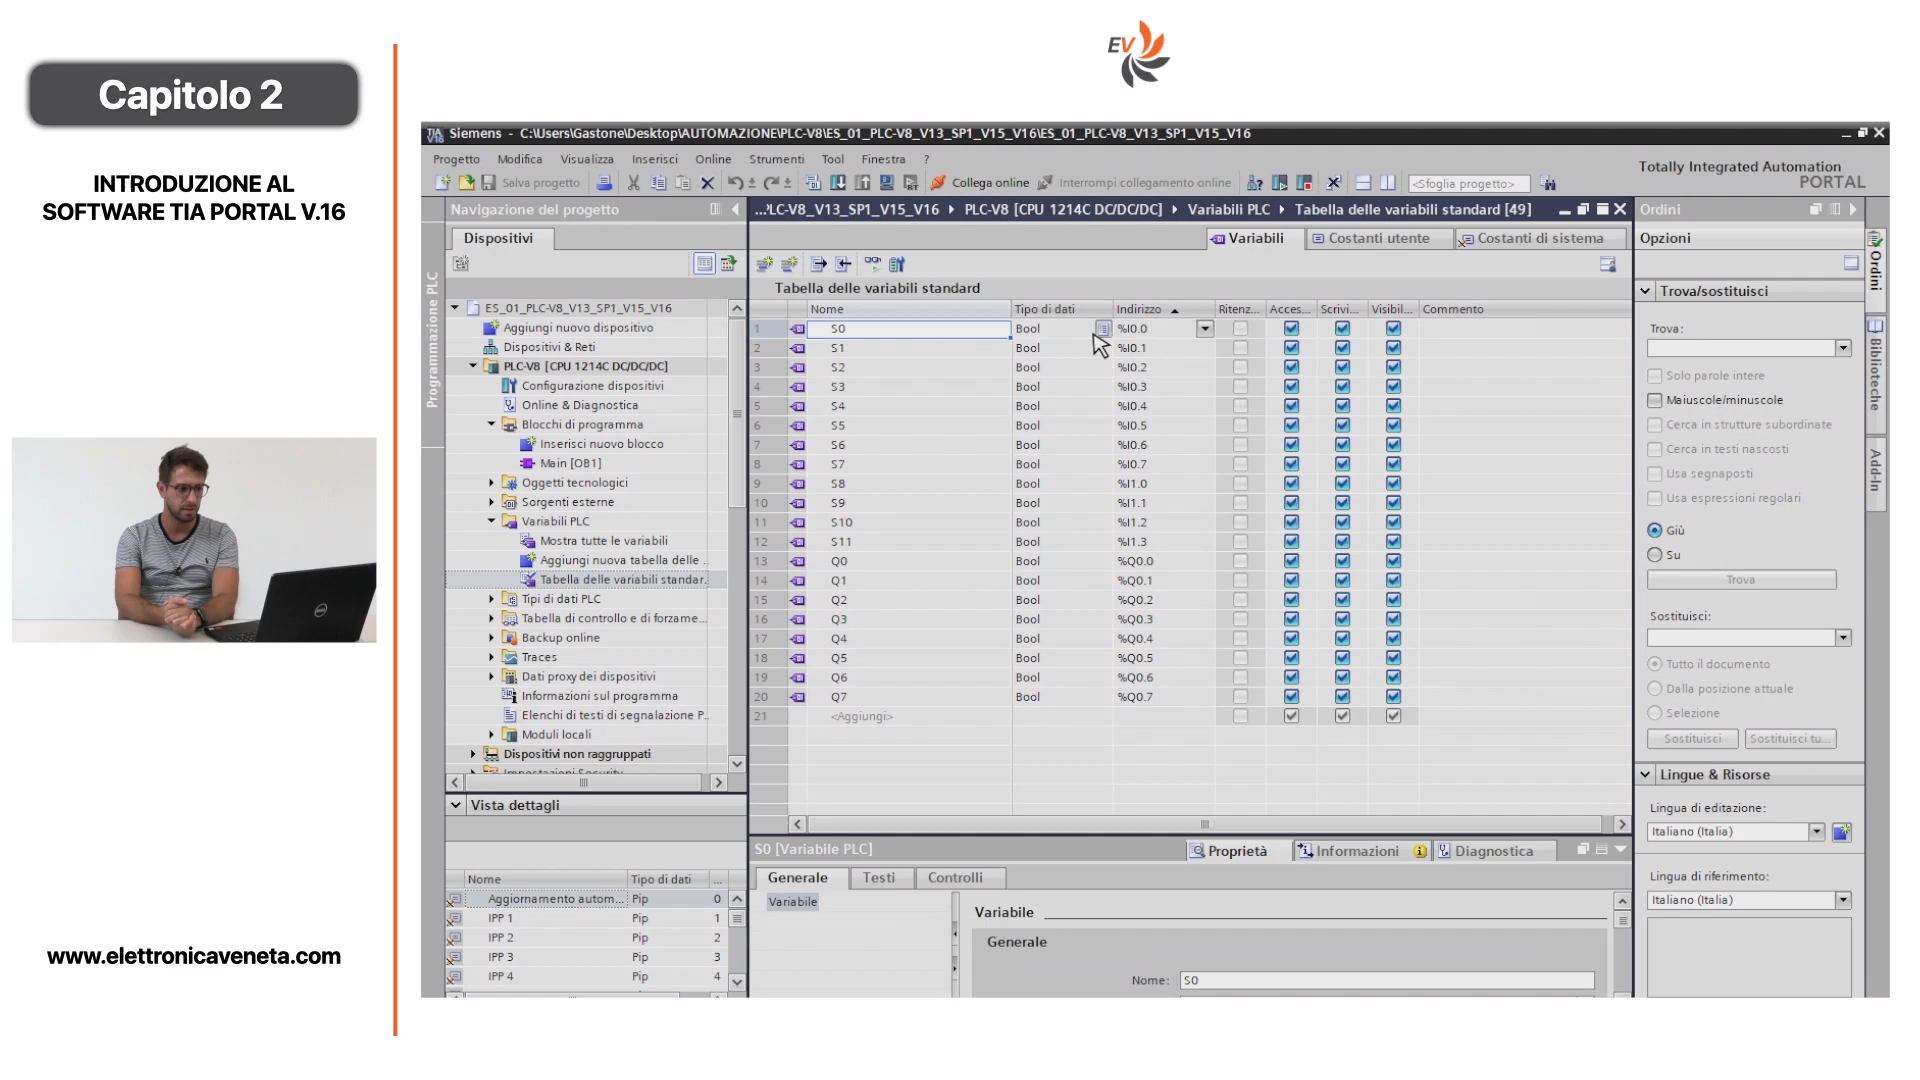 Capitolo 2
INTRODUZIONE AL
SOFTWARE TIA PORTAL V.16
www.elettronicaveneta.com
EV
Siemens - C:\Users\Gastone\Desktop\AUTOMAZIONE\PLC-V8\ES_01_PLC-V8_V13_SP1_V15_V16\ES_01_PLC-V8_V13_SP1_V15_V16
Progetto Modifica Visualizza Inserisci Online Strumenti Tool Finestra ?
Totally Integrated Automation
PORTAL
Salva progetto Collega online Interrompi collegamento online <Sfoglia progetto>
Navigazione del progetto
...'LC-V8_V13_SP1_V15_V16 PLC-V8 [CPU 1214C DC/DC/DC] Variabili PLC Tabella delle variabili standard [49]
Ordini
Dispositivi
Variabili Costanti utente Costanti di sistema
Opzioni
Programmazione PLC
ES_01_PLC-V8_V13_SP1_V15_V16
Aggiungi nuovo dispositivo
Dispositivi & Reti
PLC-V8 [CPU 1214C DC/DC/DC]
Configurazione dispositivi
Online & Diagnostica
Blocchi di programma
Inserisci nuovo blocco
Main [OB1]
Oggetti tecnologici
Sorgenti esterne
Variabili PLC
Mostra tutte le variabili
Aggiungi nuova tabella delle ..
Tabella delle variabili standar..
Tipi di dati PLC
Tabella di controllo e di forzame...
Backup online
Traces
Dati proxy dei dispositivi
Informazioni sul programma
Elenchi di testi di segnalazione P..
Moduli locali
Dispositivi non raggruppati
Impostazioni Security
Vista dettagli
Nome Tipo di dati ...
Aggiornamento autom... Pip 0
IPP 1 Pip 1
IPP 2 Pip 2
IPP 3 Pip 3
IPP 4 Pip 4
Tabella delle variabili standard
Nome Tipo di dati Indirizzo Ritenz... Acces... Scrivi... Visibil... Commento
1 S0 Bool %I0.0
2 S1 Bool %I0.1
3 S2 Bool %I0.2
4 S3 Bool %I0.3
5 S4 Bool %I0.4
6 S5 Bool %I0.5
7 S6 Bool %I0.6
8 S7 Bool %I0.7
9 S8 Bool %I1.0
10 S9 Bool %I1.1
11 S10 Bool %I1.2
12 S11 Bool %I1.3
13 Q0 Bool %Q0.0
14 Q1 Bool %Q0.1
15 Q2 Bool %Q0.2
16 Q3 Bool %Q0.3
17 Q4 Bool %Q0.4
18 Q5 Bool %Q0.5
19 Q6 Bool %Q0.6
20 Q7 Bool %Q0.7
21 <Aggiungi>
S0 [Variabile PLC]
Proprietà Informazioni Diagnostica
Generale Testi Controlli
Variabile
Variabile
Generale
Nome: S0
Trova/sostituisci
Trova:
Solo parole intere
Maiuscole/minuscole
Cerca in strutture subordinate
Cerca in testi nascosti
Usa segnaposti
Usa espressioni regolari
Giù
Su
Trova
Sostituisci:
Tutto il documento
Dalla posizione attuale
Selezione
Sostituisci Sostituisci tu...
Lingue & Risorse
Lingua di editazione:
Italiano (Italia)
Lingua di riferimento:
Italiano (Italia)
Ordini
Biblioteche
Add-In